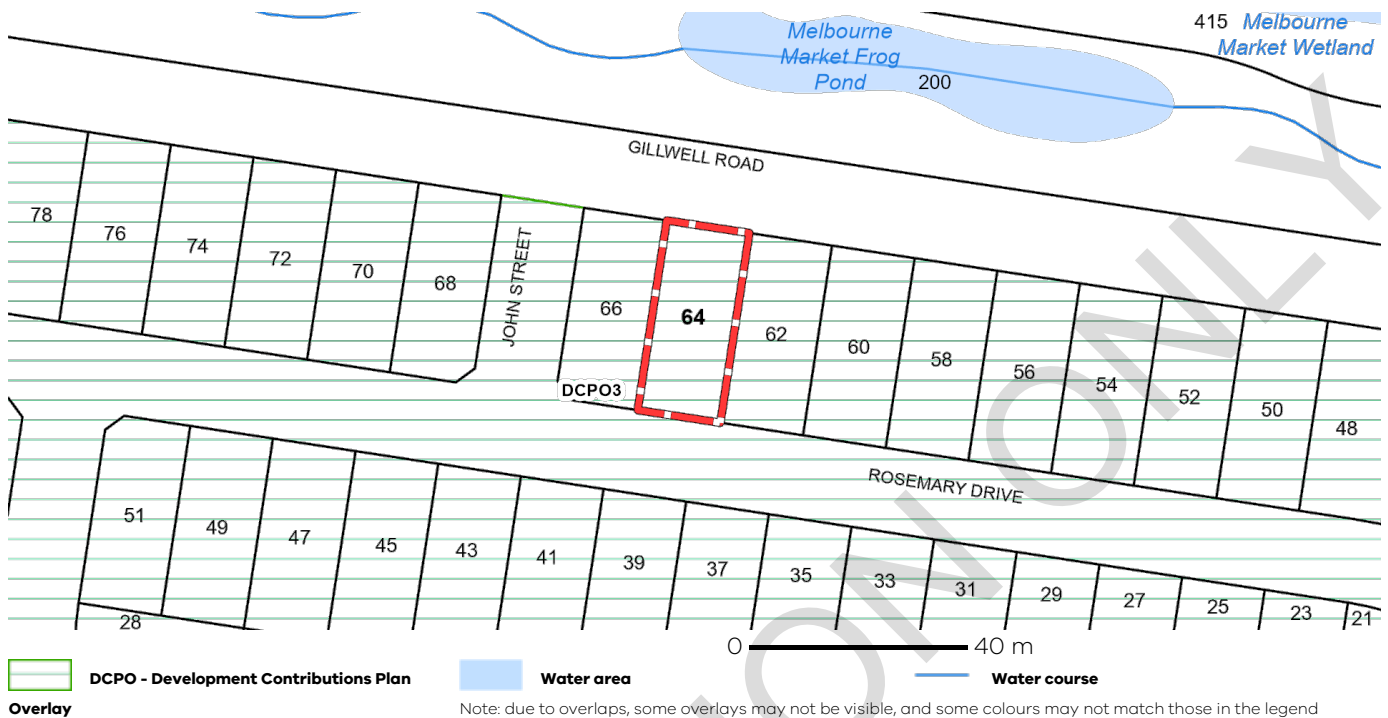 415
Melbourne
Market Wetland
Melbourne
Market Frog
Pond
200
GILLWELL ROAD
78
76
74
72
70
68
JOHN STREET
66
64
62
60
58
56
54
52
50
48
DCPO3
ROSEMARY DRIVE
51
49
47
45
43
41
39
37
35
33
31
29
27
25
23
21
28
0 40 m
DCPO - Development Contributions Plan
Overlay
Water area
Water course
Note: due to overlaps, some overlays may not be visible, and some colours may not match those in the legend
ON ONLY